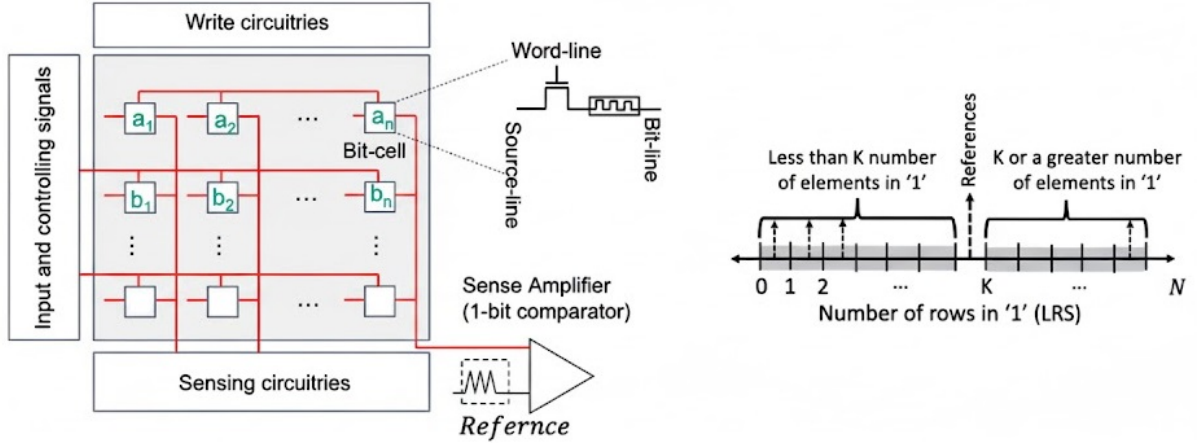 Write circuitries
Input and controlling signals
a1
a2
...
an
Bit-cell
b1
b2
...
bn
...
Sensing circuitries
Word-line
Source-line
Bit-line
Sense Amplifier
(1-bit comparator)
Refernce
Less than K number
of elements in ‘1’
References
K or a greater number
of elements in ‘1’
0 1 2 ... K ... N
Number of rows in ‘1’ (LRS)